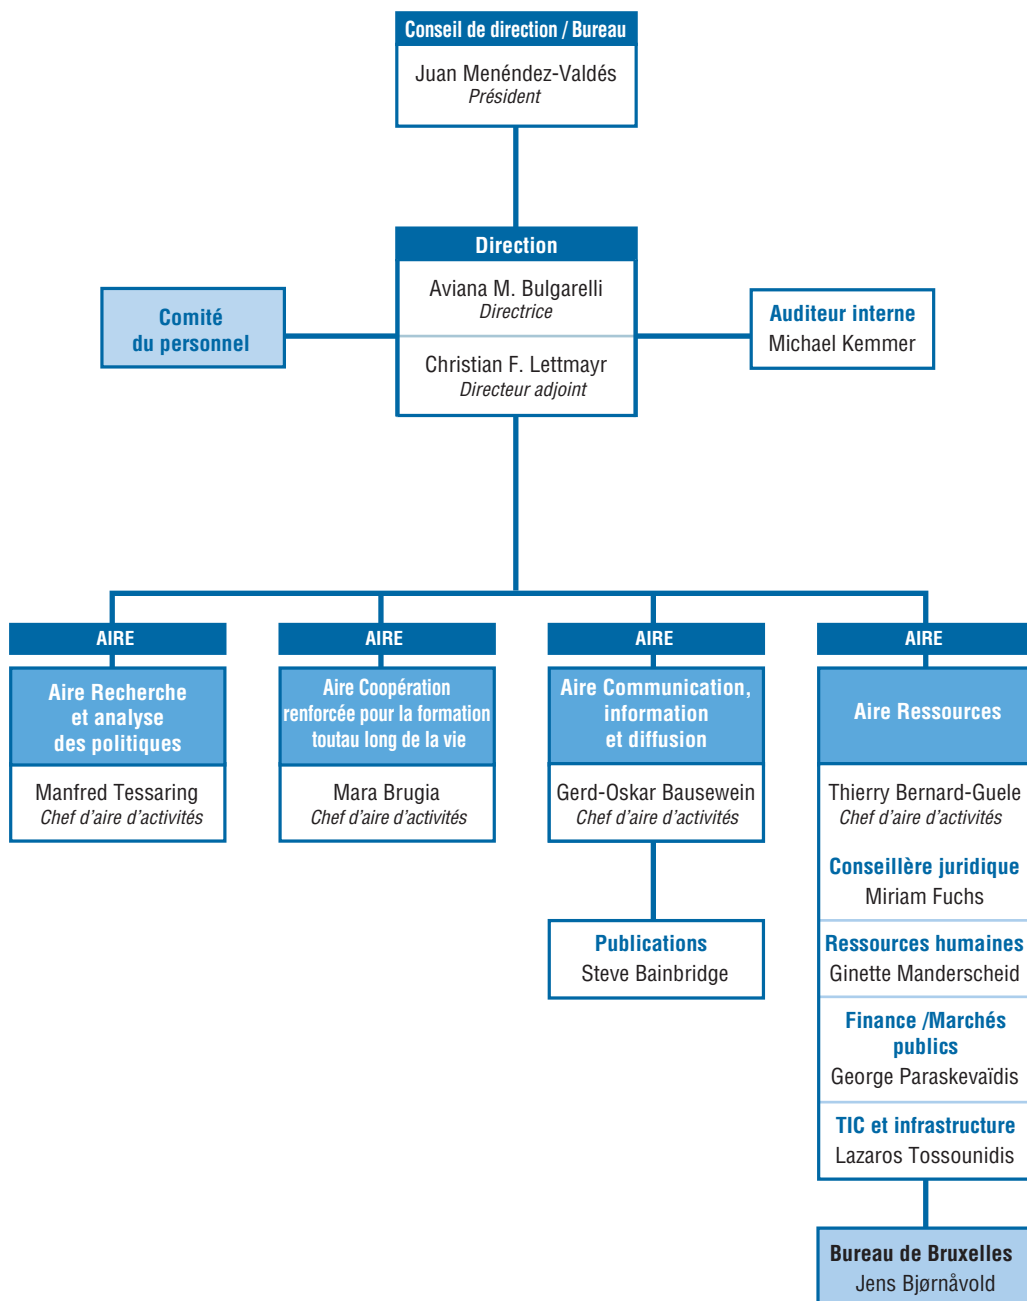 Conseil de direction / Bureau
Juan Menéndez-Valdés
Président
Direction
Aviana M. Bulgarelli
Directrice
Christian F. Lettmayr
Directeur adjoint
Comité
du personnel
Auditeur interne
Michael Kemmer
AIRE
Aire Recherche
et analyse
des politiques
Manfred Tessaring
Chef d'aire d'activités
AIRE
Aire Coopération
renforcée pour la formation
toutau long de la vie
Mara Brugia
Chef d'aire d'activités
AIRE
Aire Communication,
information
et diffusion
Gerd-Oskar Bausewein
Chef d'aire d'activités
Publications
Steve Bainbridge
AIRE
Aire Ressources
Thierry Bernard-Guele
Chef d'aire d'activités
Conseillère juridique
Miriam Fuchs
Ressources humaines
Ginette Manderscheid
Finance /Marchés
publics
George Paraskevaïdis
TIC et infrastructure
Lazaros Tossounidis
Bureau de Bruxelles
Jens Bjørnåvold